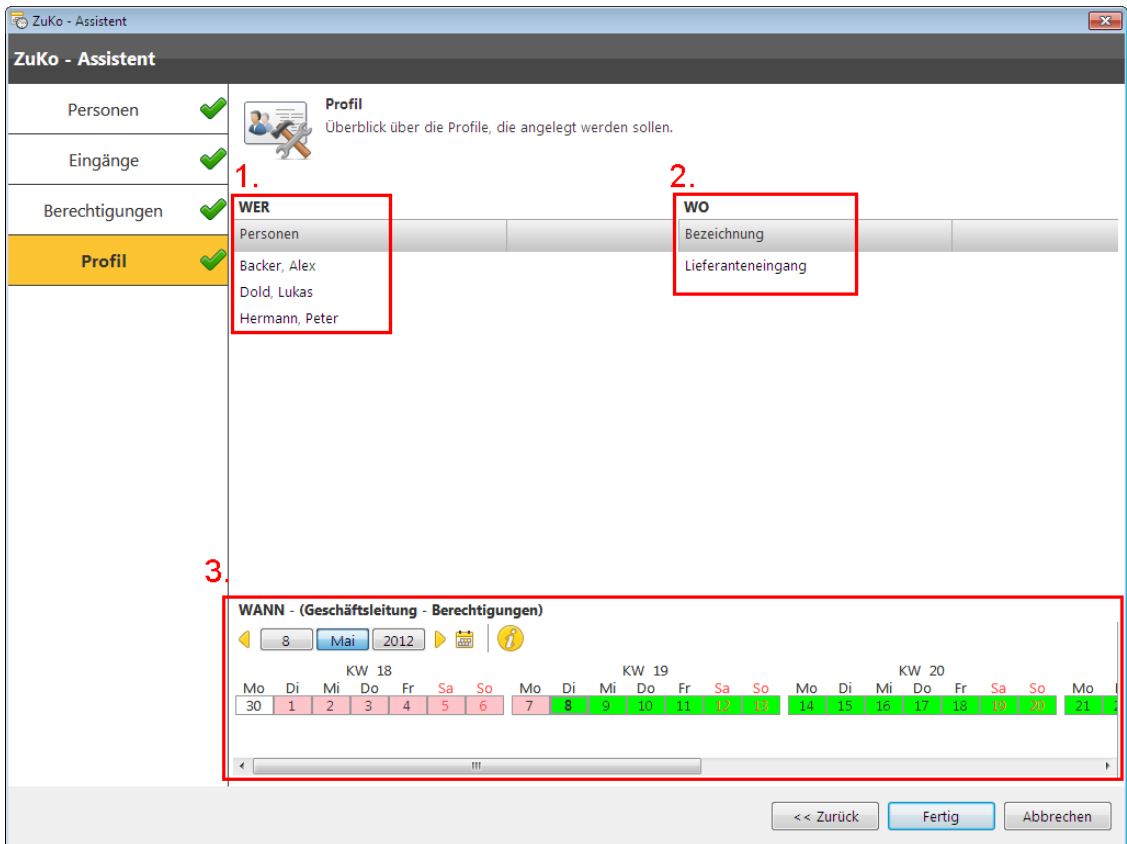 ZuKo - Assistent
ZuKo - Assistent
Personen
Eingänge
Berechtigungen
Profil
Profil
Überblick über die Profile, die angelegt werden sollen.
1.
2.
WER
WO
Personen
Bezeichnung
Backer, Alex
Lieferanteneingang
Dold, Lukas
Hermann, Peter
3.
WANN - (Geschäftsleitung - Berechtigungen)
8 Mai 2012
KW 18 KW 19 KW 20
Mo Di Mi Do Fr Sa So Mo Di Mi Do Fr Sa So Mo Di Mi Do Fr Sa So Mo
30 1 2 3 4 5 6 7 8 9 10 11 12 13 14 15 16 17 18 19 20 21
<< Zurück Fertig Abbrechen